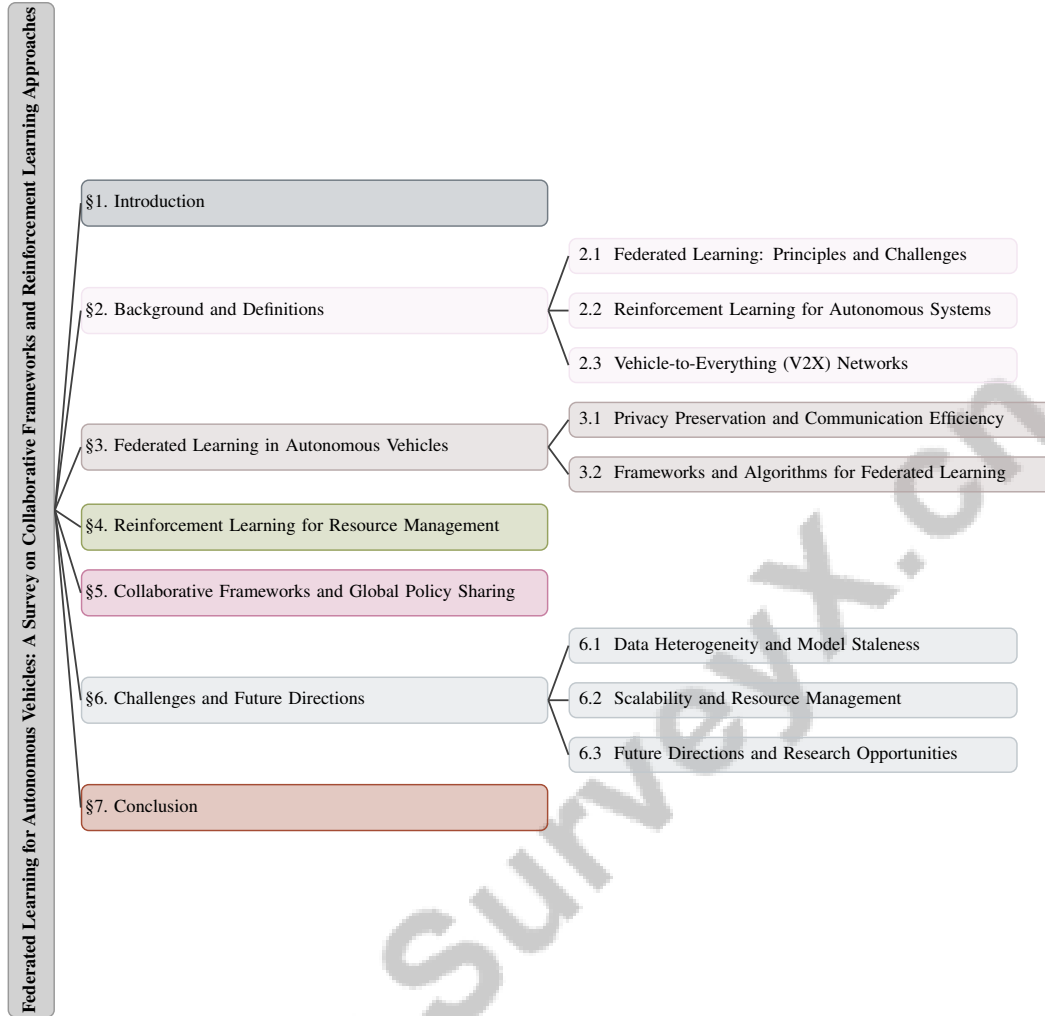 Federated Learning for Autonomous Vehicles: A Survey on Collaborative Frameworks and Reinforcement Learning Approaches
§1. Introduction
§2. Background and Definitions
2.1 Federated Learning: Principles and Challenges
2.2 Reinforcement Learning for Autonomous Systems
2.3 Vehicle-to-Everything (V2X) Networks
§3. Federated Learning in Autonomous Vehicles
3.1 Privacy Preservation and Communication Efficiency
3.2 Frameworks and Algorithms for Federated Learning
§4. Reinforcement Learning for Resource Management
§5. Collaborative Frameworks and Global Policy Sharing
§6. Challenges and Future Directions
6.1 Data Heterogeneity and Model Staleness
6.2 Scalability and Resource Management
6.3 Future Directions and Research Opportunities
§7. Conclusion
SurveyX.cn